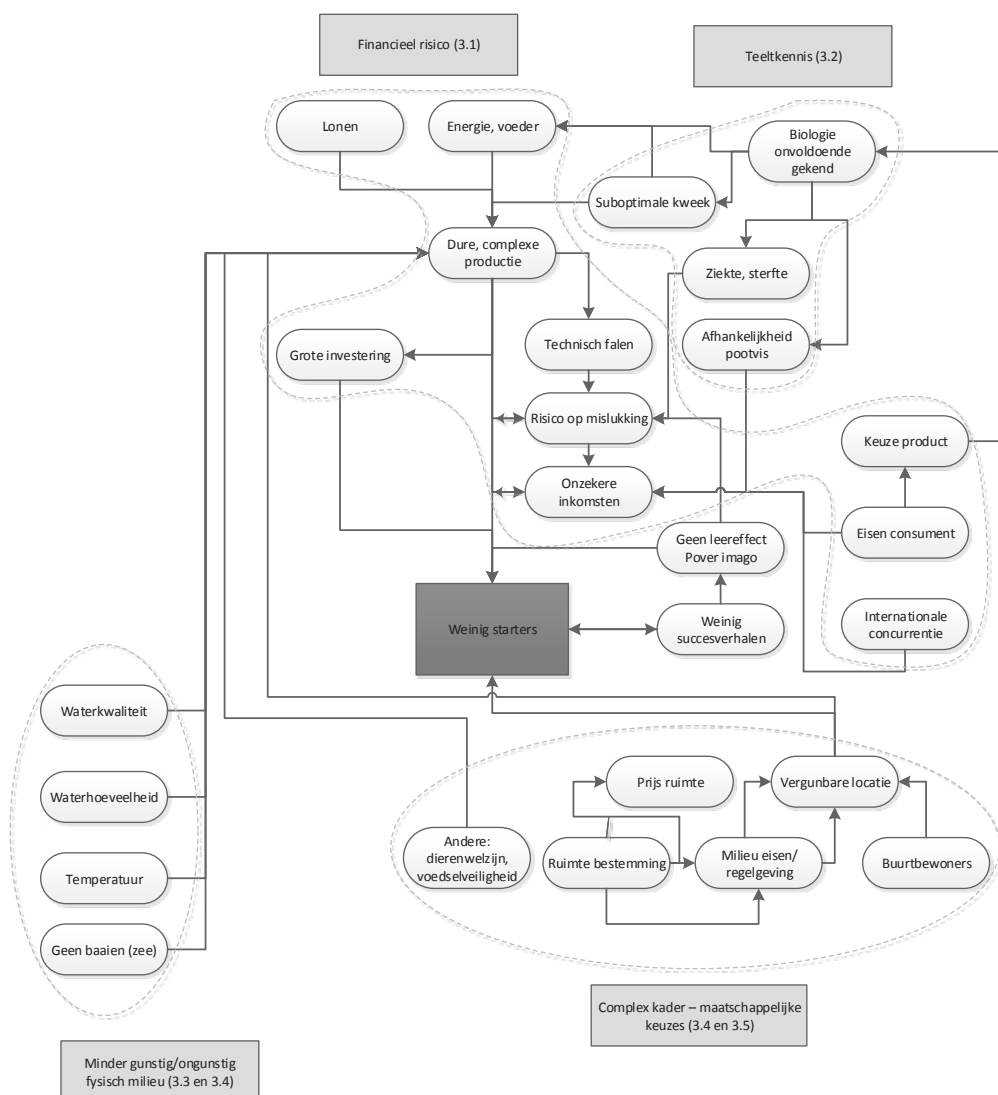 Financieel risico (3.1)
Teeltkennis (3.2)
Lonen
Energie, voeder
Biologie
onvoldoende
gekend
Suboptimale kweek
Dure, complexe
productie
Ziekte, sterfte
Grote investering
Technisch falen
Afhankelijkheid
pootvis
Risico op mislukking
Keuze product
Onzekere
inkomsten
Geen leereffect
Pover imago
Eisen consument
Weinig starters
Weinig
succesverhalen
Internationale
concurrentie
Waterkwaliteit
Waterhoeveelheid
Temperatuur
Geen baaien (zee)
Prijs ruimte
Vergunbare locatie
Andere:
dierenwelzijn,
voedselveiligheid
Ruimte bestemming
Milieu eisen/
regelgeving
Buurtbewoners
Complex kader – maatschappelijke
keuzes (3.4 en 3.5)
Minder gunstig/ongunstig
fysisch milieu (3.3 en 3.4)